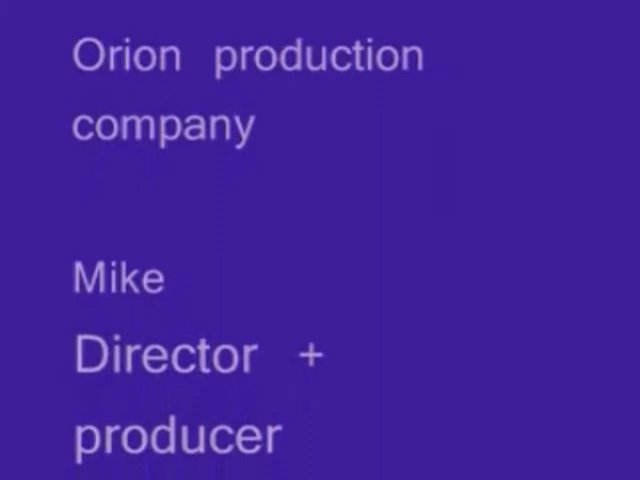 Orion production
company
Mike
Director +
producer